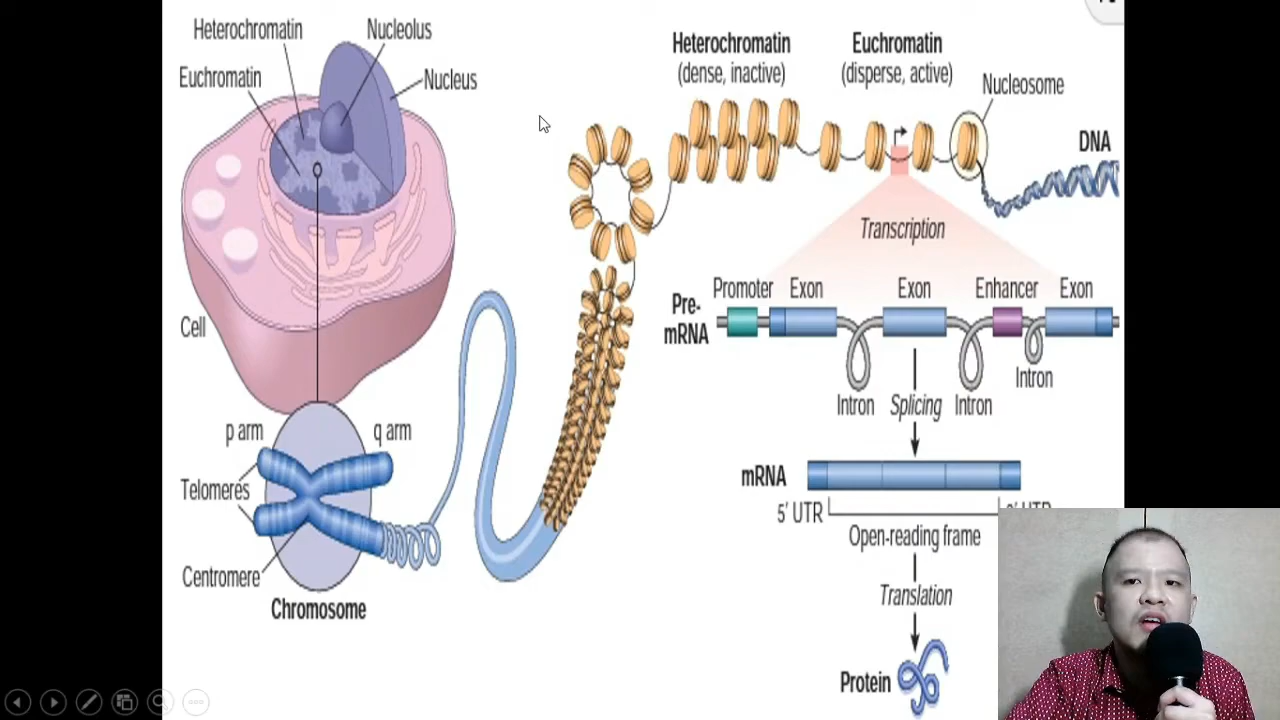 Heterochromatin
Nucleolus
Euchromatin
Nucleus
Cell
p arm
q arm
Telomeres
Centromere
Chromosome
Heterochromatin
(dense, inactive)
Euchromatin
(disperse, active)
Nucleosome
DNA
Transcription
Promoter
Exon
Exon
Enhancer
Exon
Pre-
mRNA
Intron
Splicing
Intron
Intron
mRNA
5′ UTR
Open-reading frame
Translation
Protein